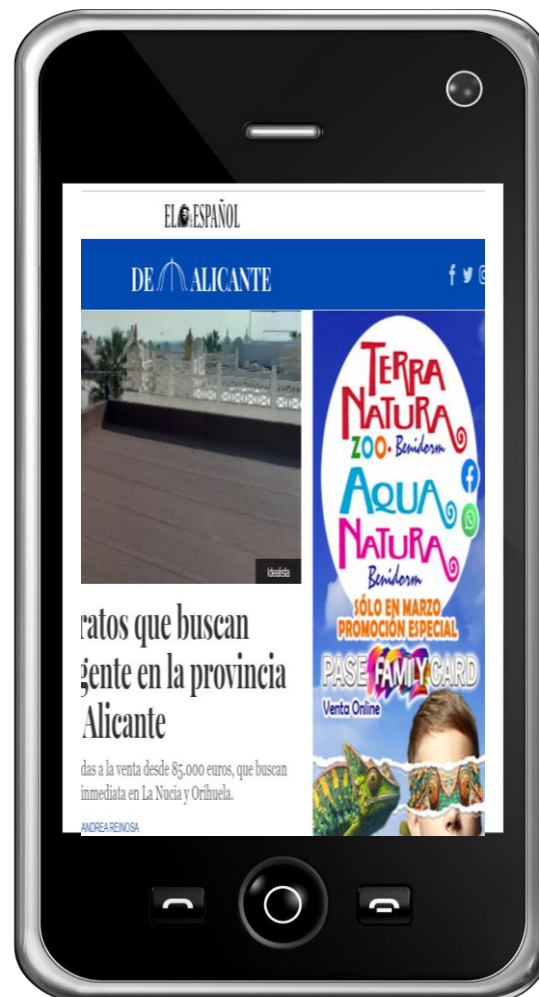 EL ESPAÑOL
DE ALICANTE
Idealista
ratos que buscan
gente en la provincia
Alicante
das a la venta desde 85.000 euros, que buscan
inmediata en La Nucia y Orihuela.
ANDREA REINOSA
TERRA
NATURA
ZOO· Benidorm
AQUA
NATURA
Benidorm
SÓLO EN MARZO
PROMOCIÓN ESPECIAL
PASE FAMILY CARD
Venta Online